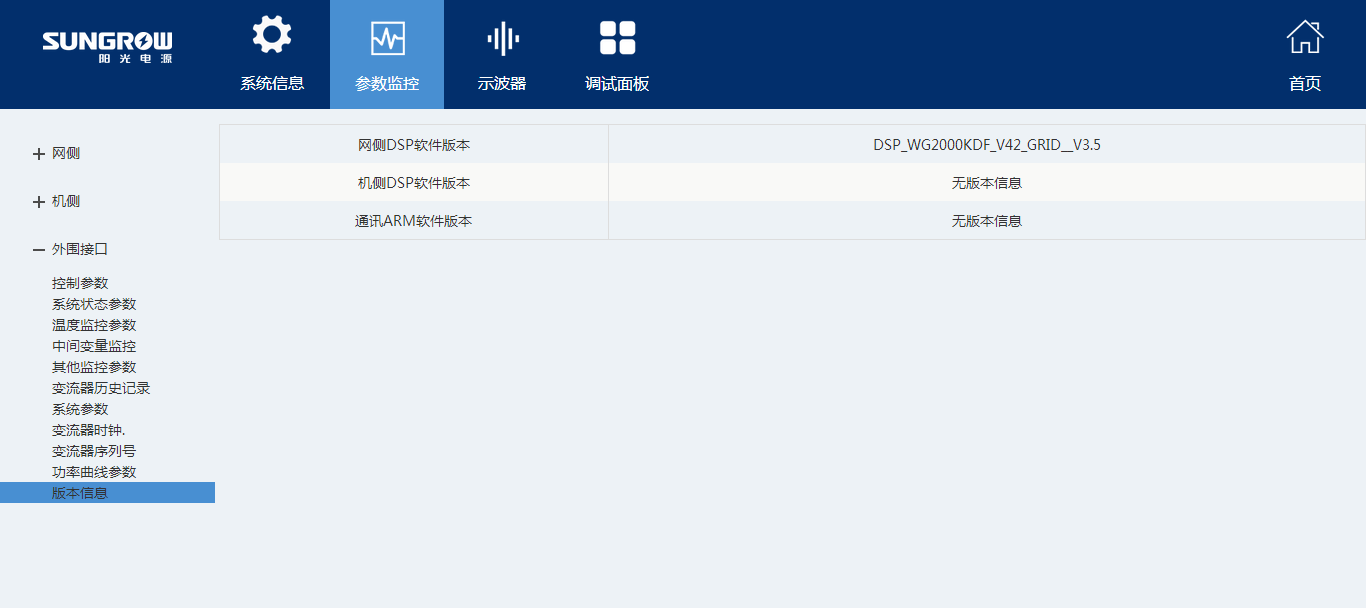 SUNGROW
阳光电源
系统信息
参数监控
示波器
调试面板
首页
网侧
机侧
外围接口
控制参数
系统状态参数
温度监控参数
中间变量监控
其他监控参数
变流器历史记录
系统参数
变流器时钟.
变流器序列号
功率曲线参数
版本信息
网侧DSP软件版本 DSP_WG2000KDF_V42_GRID__V3.5
机侧DSP软件版本 无版本信息
通讯ARM软件版本 无版本信息